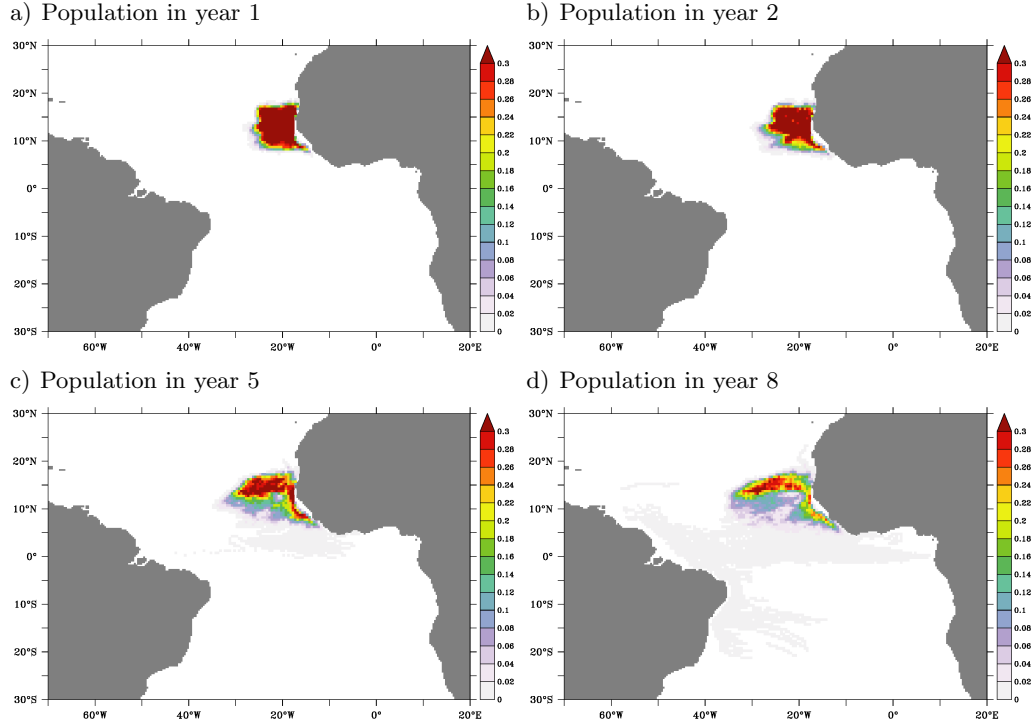 a) Population in year 1
30°N
20°N
10°N
0°
10°S
20°S
30°S
60°W
40°W
20°W
0°
20°E
0.3
0.28
0.26
0.24
0.22
0.2
0.18
0.16
0.14
0.12
0.1
0.08
0.06
0.04
0.02
0
b) Population in year 2
30°N
20°N
10°N
0°
10°S
20°S
30°S
60°W
40°W
20°W
0°
20°E
0.3
0.28
0.26
0.24
0.22
0.2
0.18
0.16
0.14
0.12
0.1
0.08
0.06
0.04
0.02
0
c) Population in year 5
30°N
20°N
10°N
0°
10°S
20°S
30°S
60°W
40°W
20°W
0°
20°E
0.3
0.28
0.26
0.24
0.22
0.2
0.18
0.16
0.14
0.12
0.1
0.08
0.06
0.04
0.02
0
d) Population in year 8
30°N
20°N
10°N
0°
10°S
20°S
30°S
60°W
40°W
20°W
0°
20°E
0.3
0.28
0.26
0.24
0.22
0.2
0.18
0.16
0.14
0.12
0.1
0.08
0.06
0.04
0.02
0